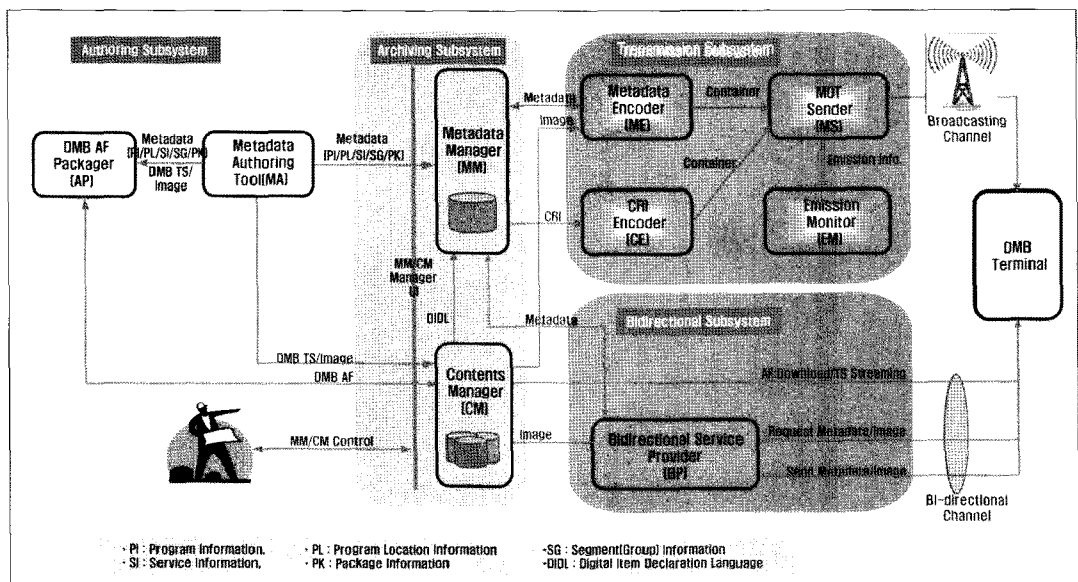 Authoring Subsystem
Archiving Subsystem
Transmission Subsystem
DMB AF
Packager
(AP)
Metadata
[PI/PL/SI/SG/PK]
DMB TS/
Image
Metadata
Authoring
Tool(MA)
Metadata
[PI/PL/SI/SG/PK]
Metadata
Manager
(MM)
Metadata
Image
Metadata
Encoder
[ME]
Container
Container
MOT
Sender
[MS]
Emission Info.
Broadcasting
Channel
CRI
CRI
Encoder
[CE]
Emission
Monitor
[EM]
DMB
Terminal
MM/CM
Manager
UI
DIDL
Metadata
Bidirectional Subsystem
DMB TS/Image
DMB AF
Contents
Manager
[CM]
AF Download/TS Streaming
MM/CM Control
Image
Bidirectional Service
Provider
(BP)
Request Metadata/Image
Send Metadata/Image
Bi-directional
Channel
· PI : Program Information,
· PL : Program Location Information
·SG : Segment(Group) Information
· SI : Service Information,
· PK : Package Information
·DIDL : Digital Item Declaration Language